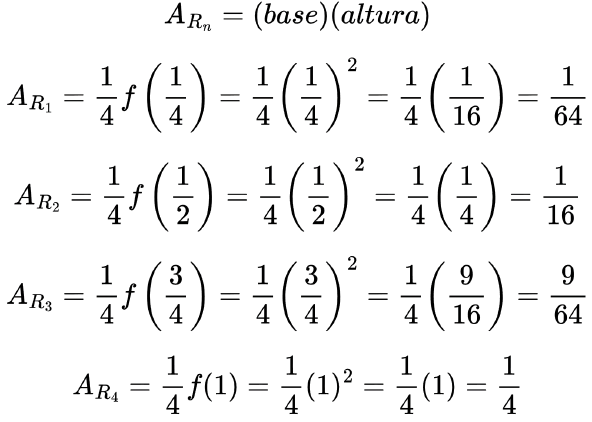 A_{R_n} = (base)(altura)
A_{R_1} = \frac{1}{4} f\left(\frac{1}{4}\right) = \frac{1}{4}\left(\frac{1}{4}\right)^2 = \frac{1}{4}\left(\frac{1}{16}\right) = \frac{1}{64}
A_{R_2} = \frac{1}{4} f\left(\frac{1}{2}\right) = \frac{1}{4}\left(\frac{1}{2}\right)^2 = \frac{1}{4}\left(\frac{1}{4}\right) = \frac{1}{16}
A_{R_3} = \frac{1}{4} f\left(\frac{3}{4}\right) = \frac{1}{4}\left(\frac{3}{4}\right)^2 = \frac{1}{4}\left(\frac{9}{16}\right) = \frac{9}{64}
A_{R_4} = \frac{1}{4} f(1) = \frac{1}{4}(1)^2 = \frac{1}{4}(1) = \frac{1}{4}